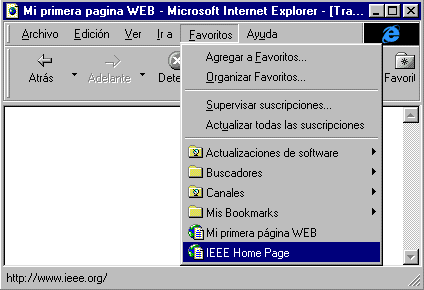 Mi primera pagina WEB - Microsoft Internet Explorer - [Tra...
Archivo Edición Ver Ir a Favoritos Ayuda
Atrás Adelante Dete Favorit
Agregar a Favoritos...
Organizar Favoritos...
Supervisar suscripciones...
Actualizar todas las suscripciones
Actualizaciones de software
Buscadores
Canales
Mis Bookmarks
Mi primera página WEB
IEEE Home Page
http://www.ieee.org/